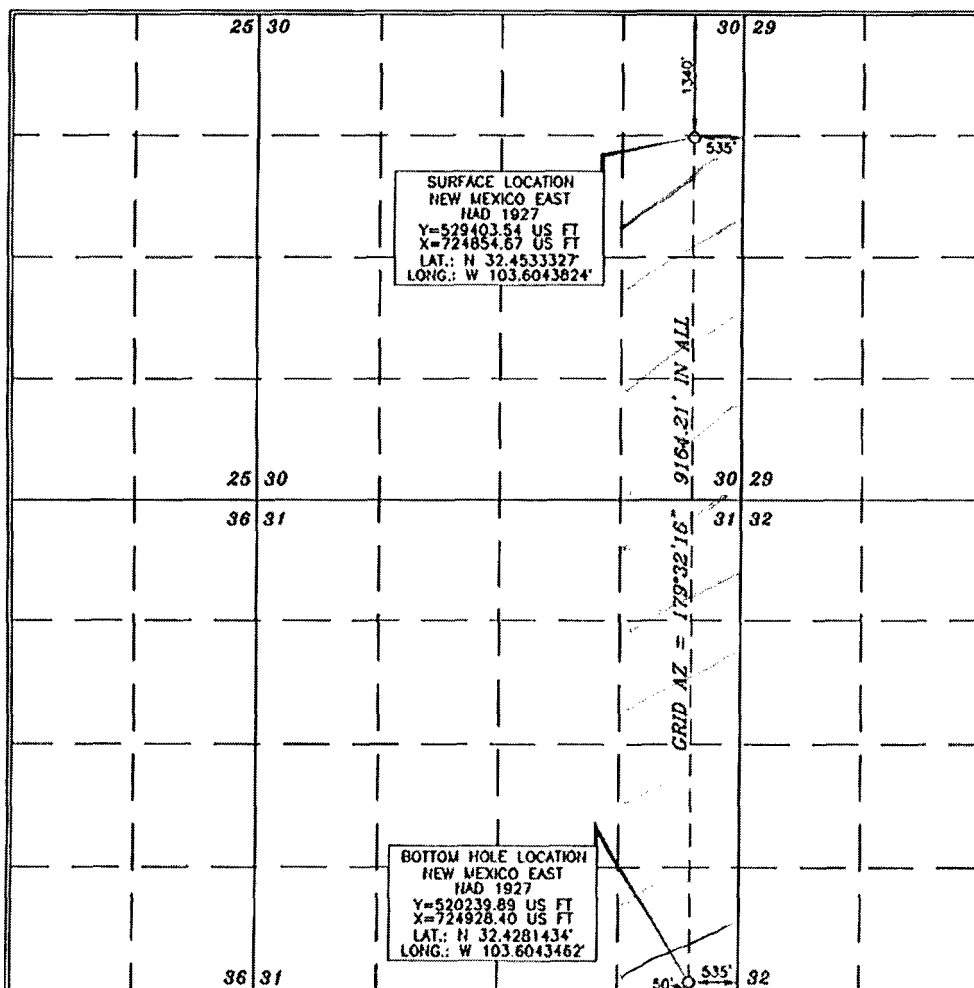 25 30
30 29
1340'
535'
SURFACE LOCATION
NEW MEXICO EAST
NAD 1927
Y=529403.54 US FT
X=724854.67 US FT
LAT.: N 32.4533327°
LONG.: W 103.6043824°
GRID AZ = 179°32'16" 9164.21' IN ALL
25 30
30 29
36 31
31 32
BOTTOM HOLE LOCATION
NEW MEXICO EAST
NAD 1927
Y=520239.89 US FT
X=724928.40 US FT
LAT.: N 32.4281434°
LONG.: W 103.6043462°
36 31
50'
535'
32